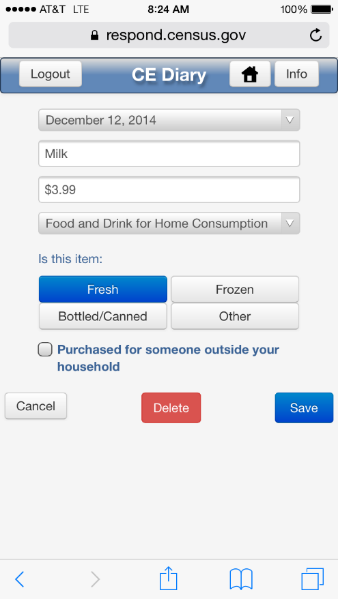 AT&T LTE 8:24 AM 100%
respond.census.gov
Logout CE Diary Info
December 12, 2014
Milk
$3.99
Food and Drink for Home Consumption
Is this item:
Fresh Frozen
Bottled/Canned Other
Purchased for someone outside your
household
Cancel Delete Save